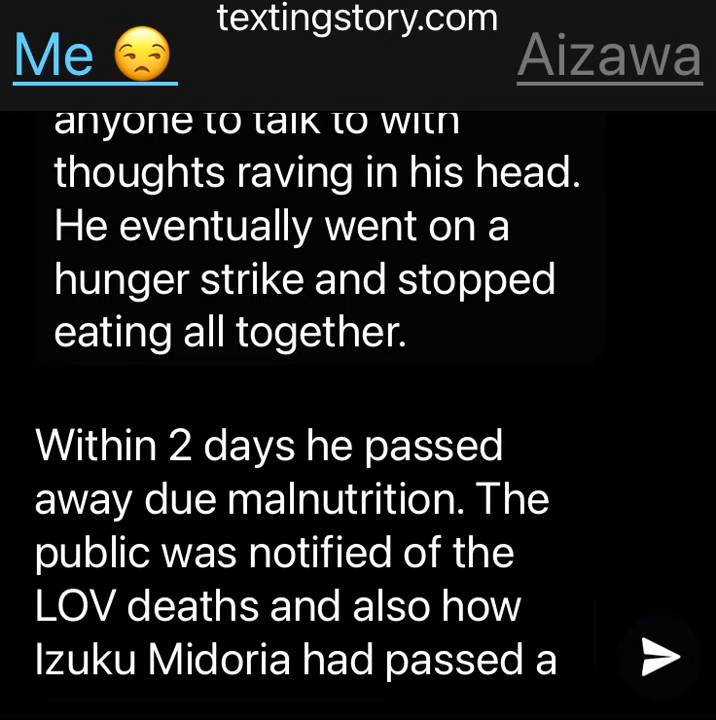 textingstory.com
Me 😒 Aizawa
anyone to talk to with
thoughts raving in his head.
He eventually went on a
hunger strike and stopped
eating all together.
Within 2 days he passed
away due malnutrition. The
public was notified of the
LOV deaths and also how
Izuku Midoria had passed a